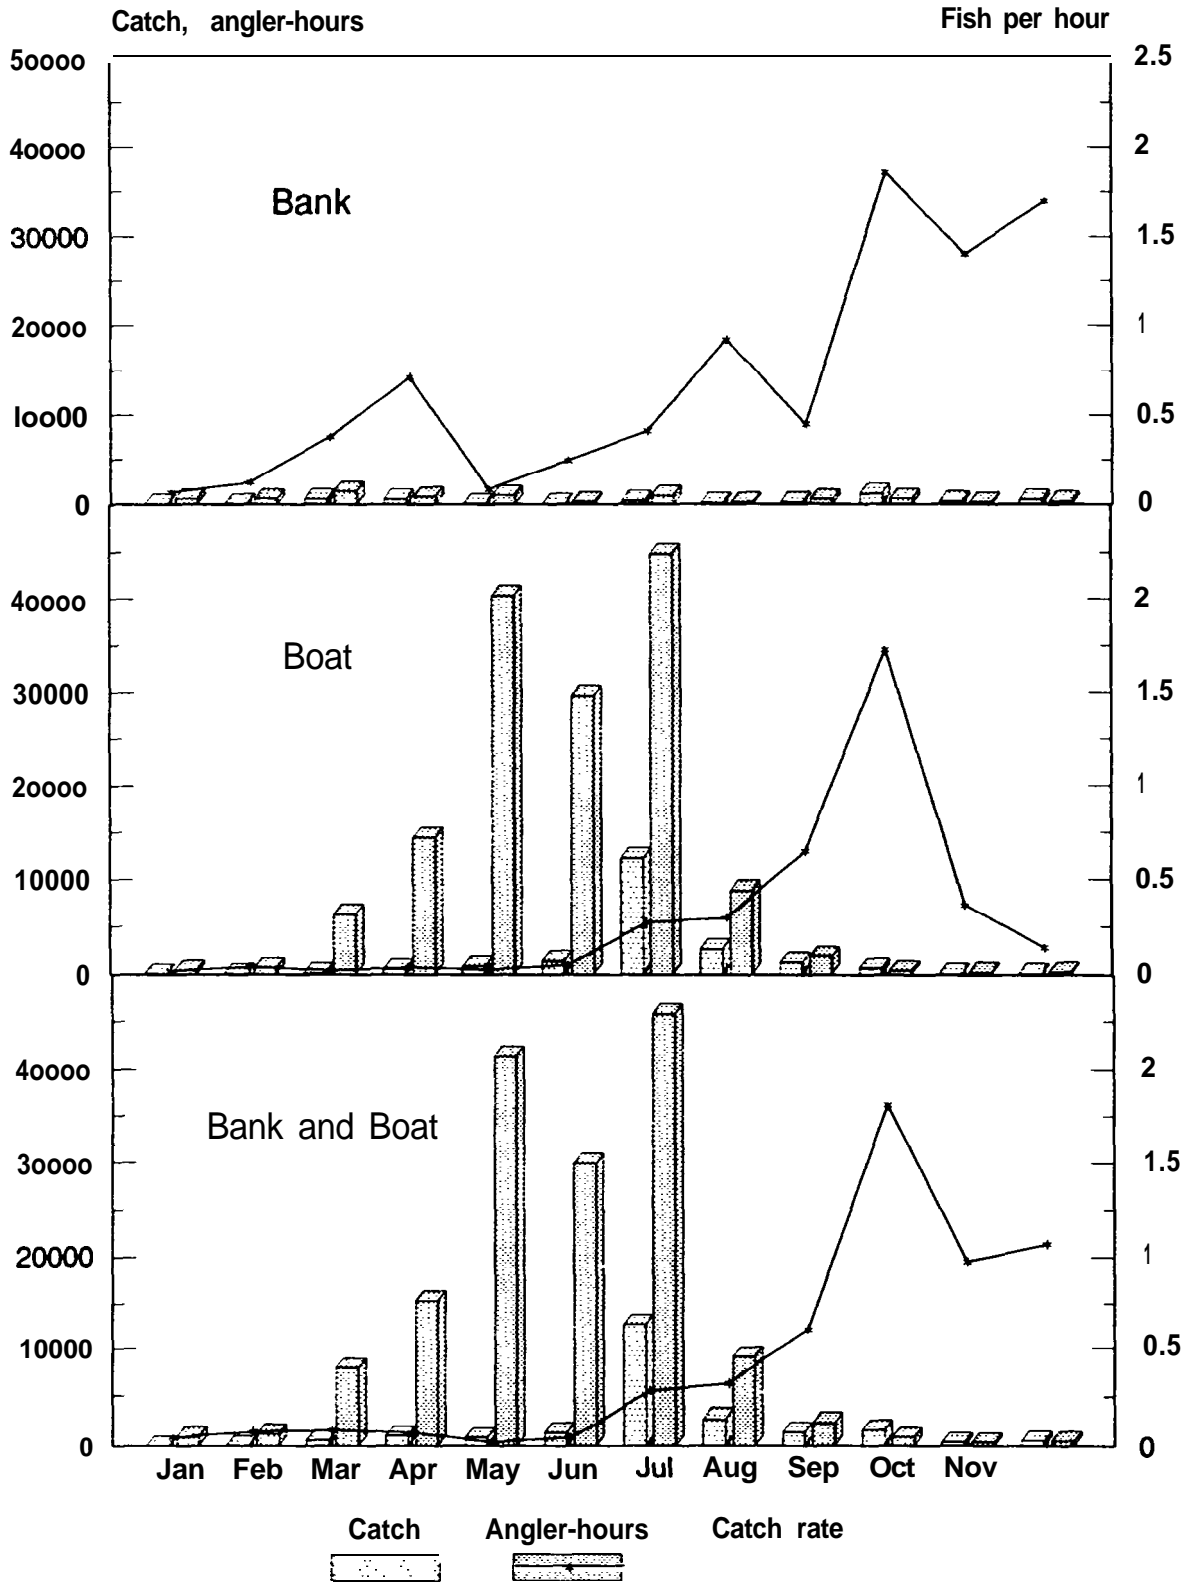 Catch, angler-hours Fish per hour
5oooo 2.5
4oooo 2
Bank
30000 1.5
2oooo 1
Ioo00 0.5
0 0
4oooo 2
Boat
30000 1.5
20000 1
10000 0.5
0 0
4oooo 2
Bank and Boat
3oooo 1.5
20000 1
10000 0.5
0 0
Jan Feb Mar Apr May Jun Jul Aug Sep Oct Nov
Catch Angler-hours Catch rate